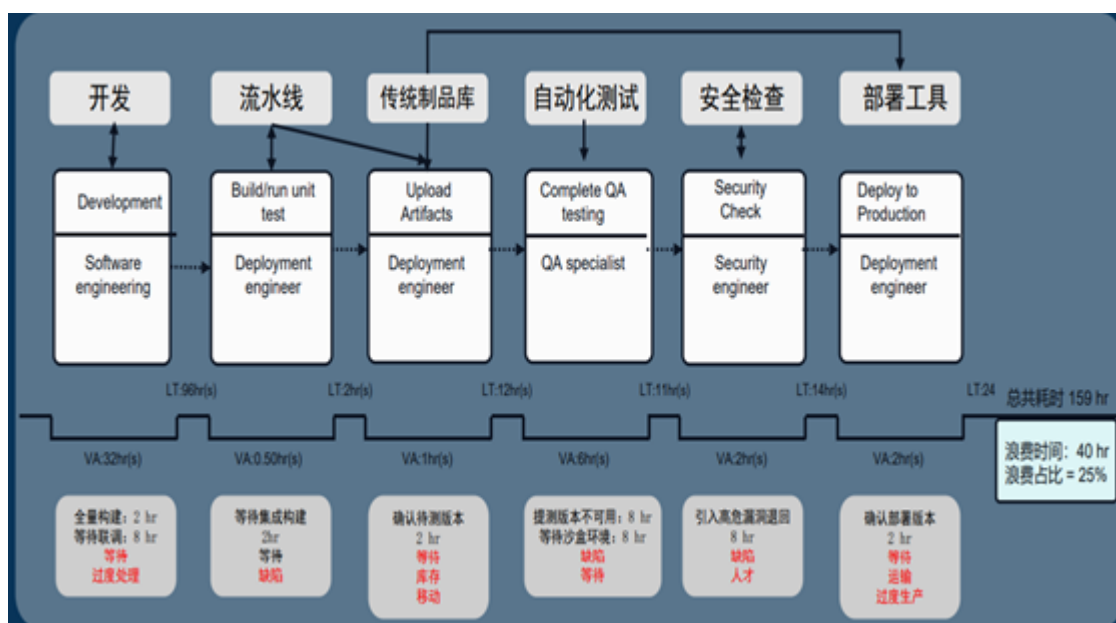 开发
流水线
传统制品库
自动化测试
安全检查
部署工具
Development
Software
engineering
Build/run unit
test
Deployment
engineer
Upload
Artifacts
Deployment
engineer
Complete QA
testing
QA specialist
Security
Check
Security
engineer
Deploy to
Production
Deployment
engineer
LT:96hr(s)
LT:2hr(s)
LT:12hr(s)
LT:11hr(s)
LT:14hr(s)
LT:24
总共耗时 159 hr
VA:32hr(s)
VA:0.50hr(s)
VA:1hr(s)
VA:6hr(s)
VA:2hr(s)
VA:2hr(s)
浪费时间：40 hr
浪费占比 = 25%
全量构建：2 hr
等待联调：8 hr
等待
过度处理
等待集成构建
2hr
等待
缺陷
确认待测版本
2 hr
等待
库存
移动
提测版本不可用：8 hr
等待沙盒环境：8 hr
缺陷
等待
引入高危漏洞退回
8 hr
缺陷
人才
确认部署版本
2 hr
等待
运输
过度生产